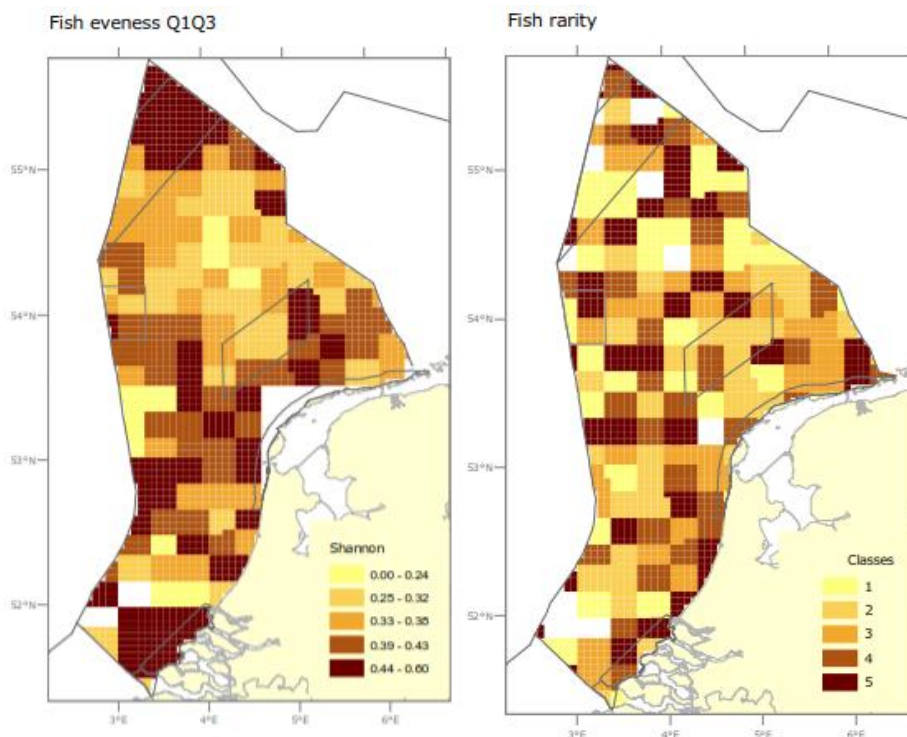 Fish eveness Q1Q3
Fish rarity
55°N
54°N
53°N
52°N
3°E
4°E
5°E
6°E
Shannon
0.00 - 0.24
0.25 - 0.32
0.33 - 0.38
0.39 - 0.43
0.44 - 0.60
55°N
54°N
53°N
52°N
3°E
4°E
5°E
6°E
Classes
1
2
3
4
5